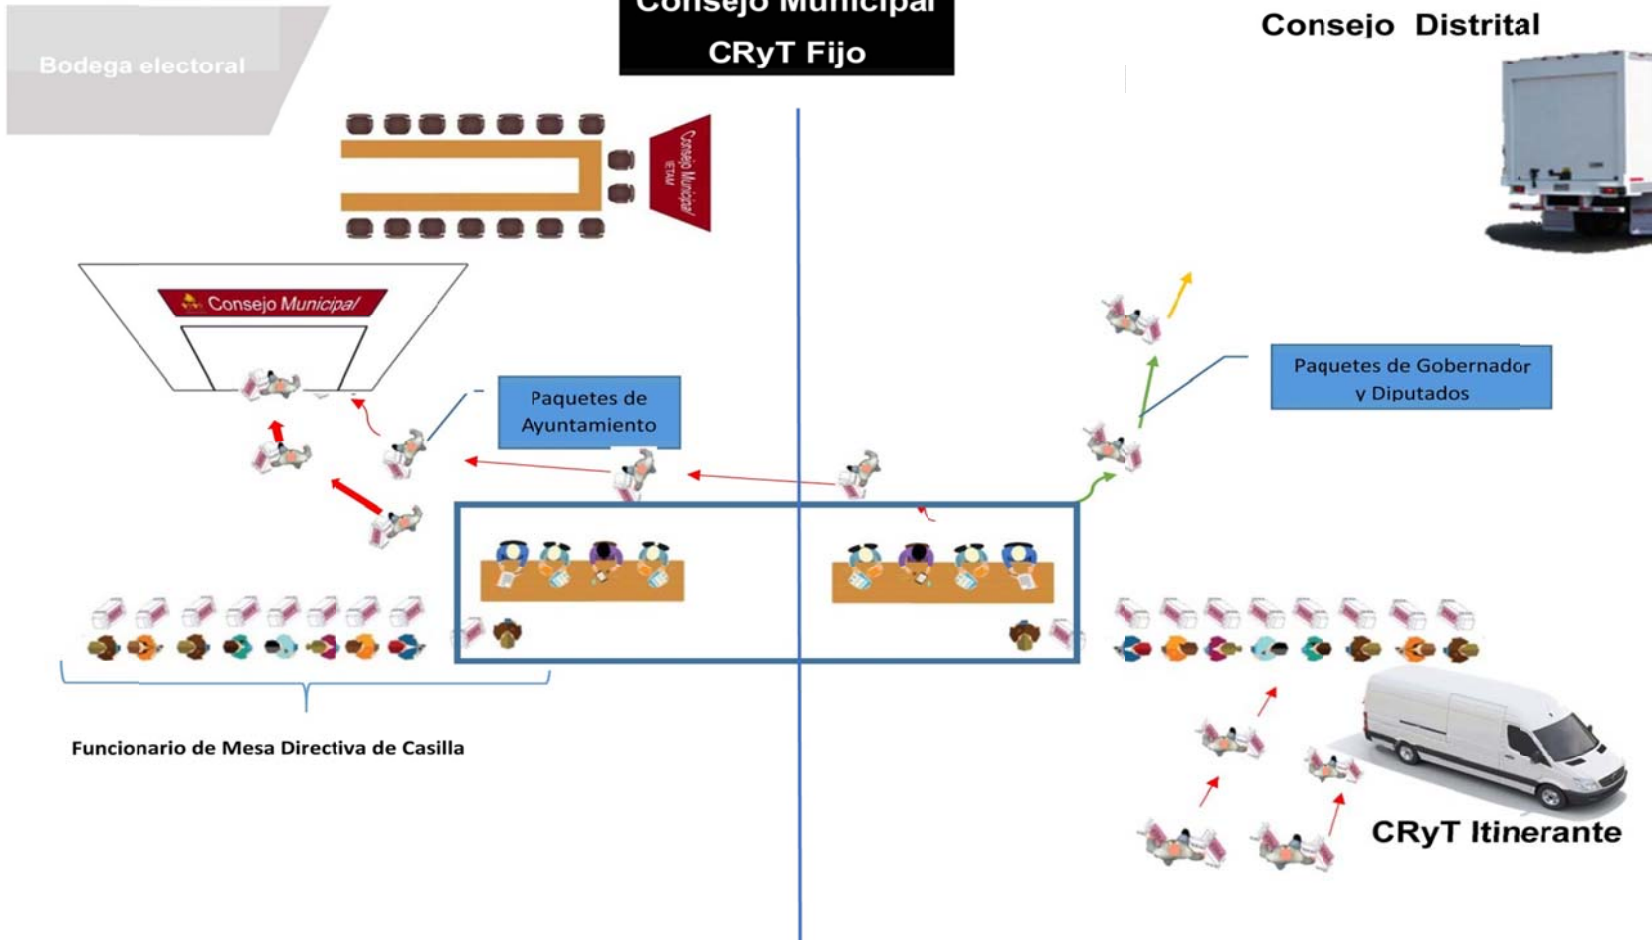 Consejo Municipal
CRyT Fijo
Consejo Distrital
Bodega electoral
Consejo Municipal
IETAM
Consejo Municipal
Paquetes de
Ayuntamiento
Paquetes de Gobernador
y Diputados
Funcionario de Mesa Directiva de Casilla
CRyT Itinerante